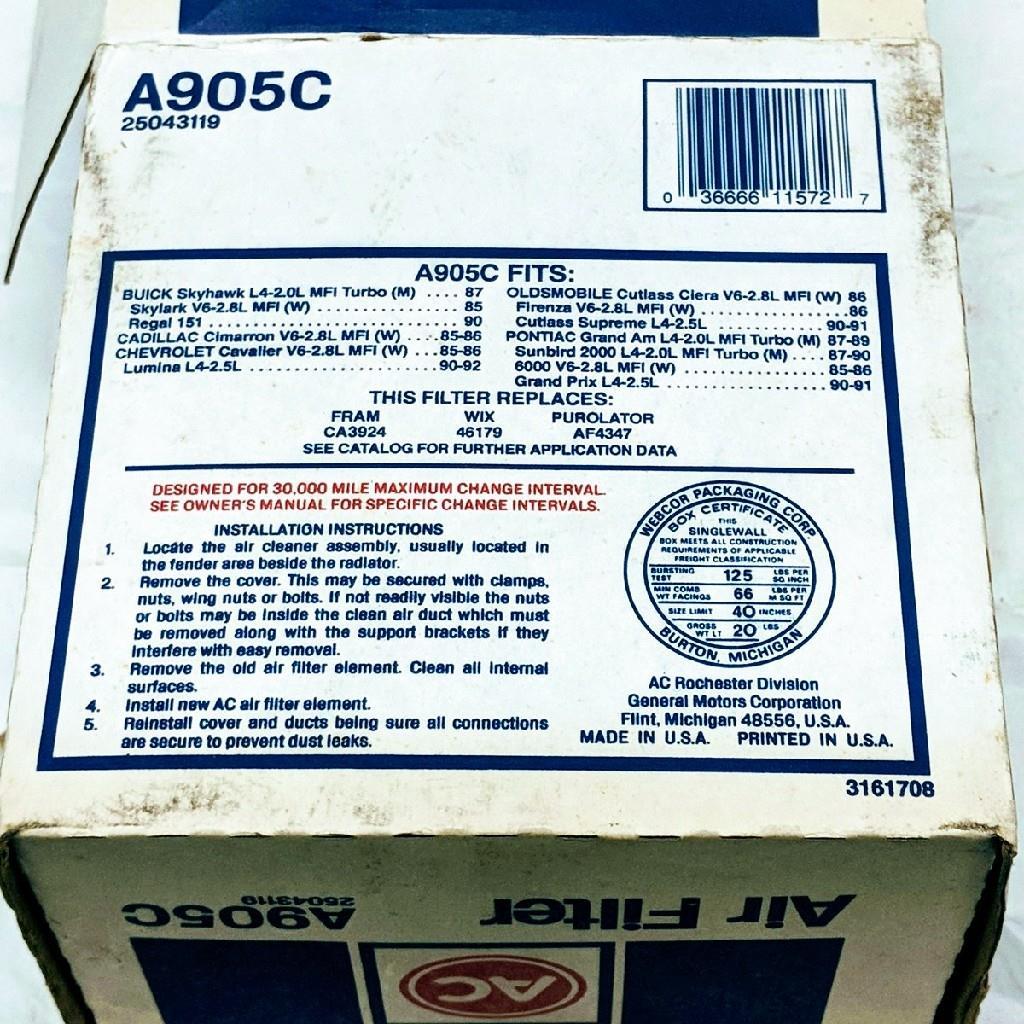 A905C
25043119
0 36666 11572 7
A905C FITS:
BUICK Skyhawk L4-2.0L MFI Turbo (M) .... 87
Skylark V6-2.8L MFI (W) .................... 85
Regal 151 .................................... 90
CADILLAC Cimarron V6-2.8L MFI (W) ....85-86
CHEVROLET Cavalier V6-2.8L MFI (W) ...85-86
Lumina L4-2.5L ............................90-92
OLDSMOBILE Cutlass Ciera V6-2.8L MFI (W) 86
Firenza V6-2.8L MFI (W) ......................86
Cutlass Supreme L4-2.5L .................90-91
PONTIAC Grand Am L4-2.0L MFI Turbo (M) 87-89
Sunbird 2000 L4-2.0L MFI Turbo (M) .....87-90
6000 V6-2.8L MFI (W) ......................85-86
Grand Prix L4-2.5L ........................90-91
THIS FILTER REPLACES:
FRAM WIX PUROLATOR
CA3924 46179 AF4347
SEE CATALOG FOR FURTHER APPLICATION DATA
DESIGNED FOR 30,000 MILE MAXIMUM CHANGE INTERVAL.
SEE OWNER'S MANUAL FOR SPECIFIC CHANGE INTERVALS.
INSTALLATION INSTRUCTIONS
1. Locate the air cleaner assembly, usually located in
the fender area beside the radiator.
2. Remove the cover. This may be secured with clamps,
nuts, wing nuts or bolts. If not readily visible the nuts
or bolts may be inside the clean air duct which must
be removed along with the support brackets if they
interfere with easy removal.
3. Remove the old air filter element. Clean all internal
surfaces.
4. Install new AC air filter element.
5. Reinstall cover and ducts being sure all connections
are secure to prevent dust leaks.
WEBCOR PACKAGING CORP
BOX CERTIFICATE
THIS
SINGLEWALL
BOX MEETS ALL CONSTRUCTION
REQUIREMENTS OF APPLICABLE
FREIGHT CLASSIFICATION
BURSTING TEST 125 LBS PER SQ INCH
MIN COMB WT FACINGS 66 LBS PER M SQ FT
SIZE LIMIT 40 INCHES
GROSS WT LT 20 LBS
BURTON, MICHIGAN
AC Rochester Division
General Motors Corporation
Flint, Michigan 48556, U.S.A.
MADE IN U.S.A. PRINTED IN U.S.A.
3161708
Air Filter
A905C
25043119
AC